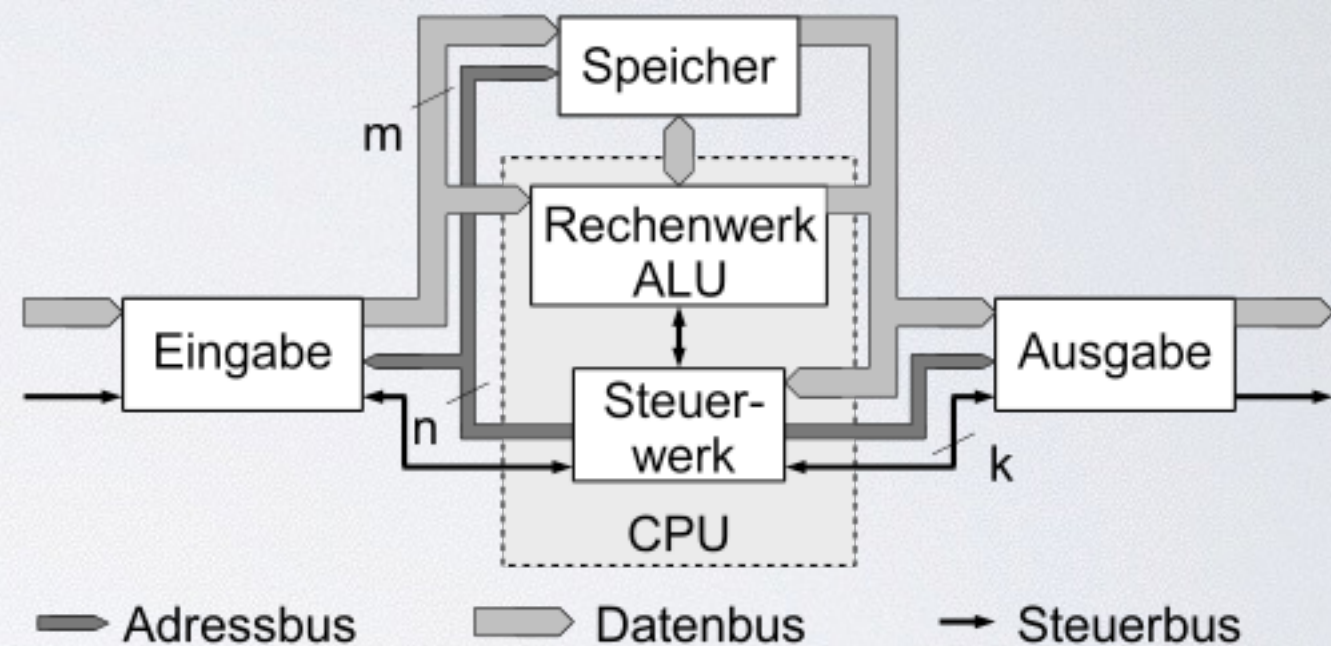 Speicher
m
Rechenwerk
ALU
Eingabe
Ausgabe
Steuer-
werk
n
k
CPU
Adressbus
Datenbus
Steuerbus